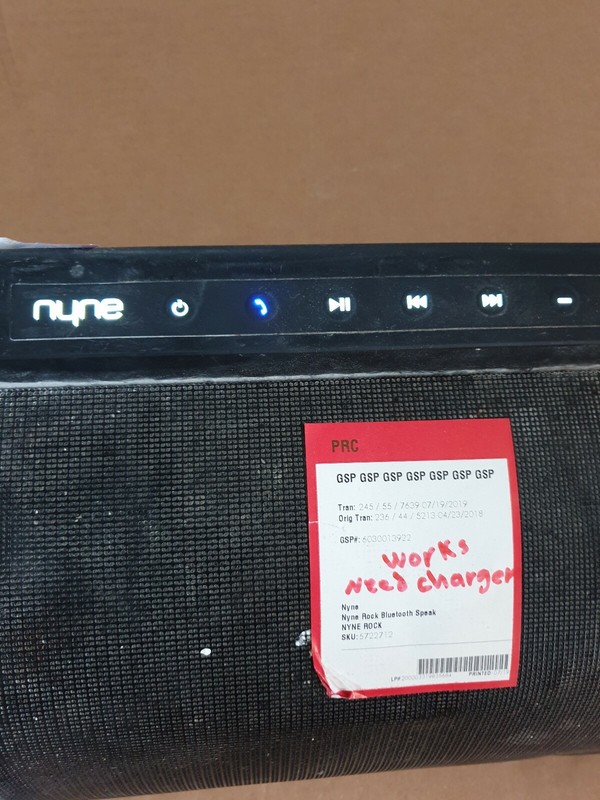 nyne
PRC
GSP GSP GSP GSP GSP GSP GSP
Tran: 245 / 55 / 7639 07/19/2019
Orig Tran: 236 / 44 / 5213 04/23/2018
GSP#: 6030013922
Works
Need charger
Nyne
Nyne Rock Bluetooth Speak
NYNE ROCK
SKU:5722712
LP#
PRINTED